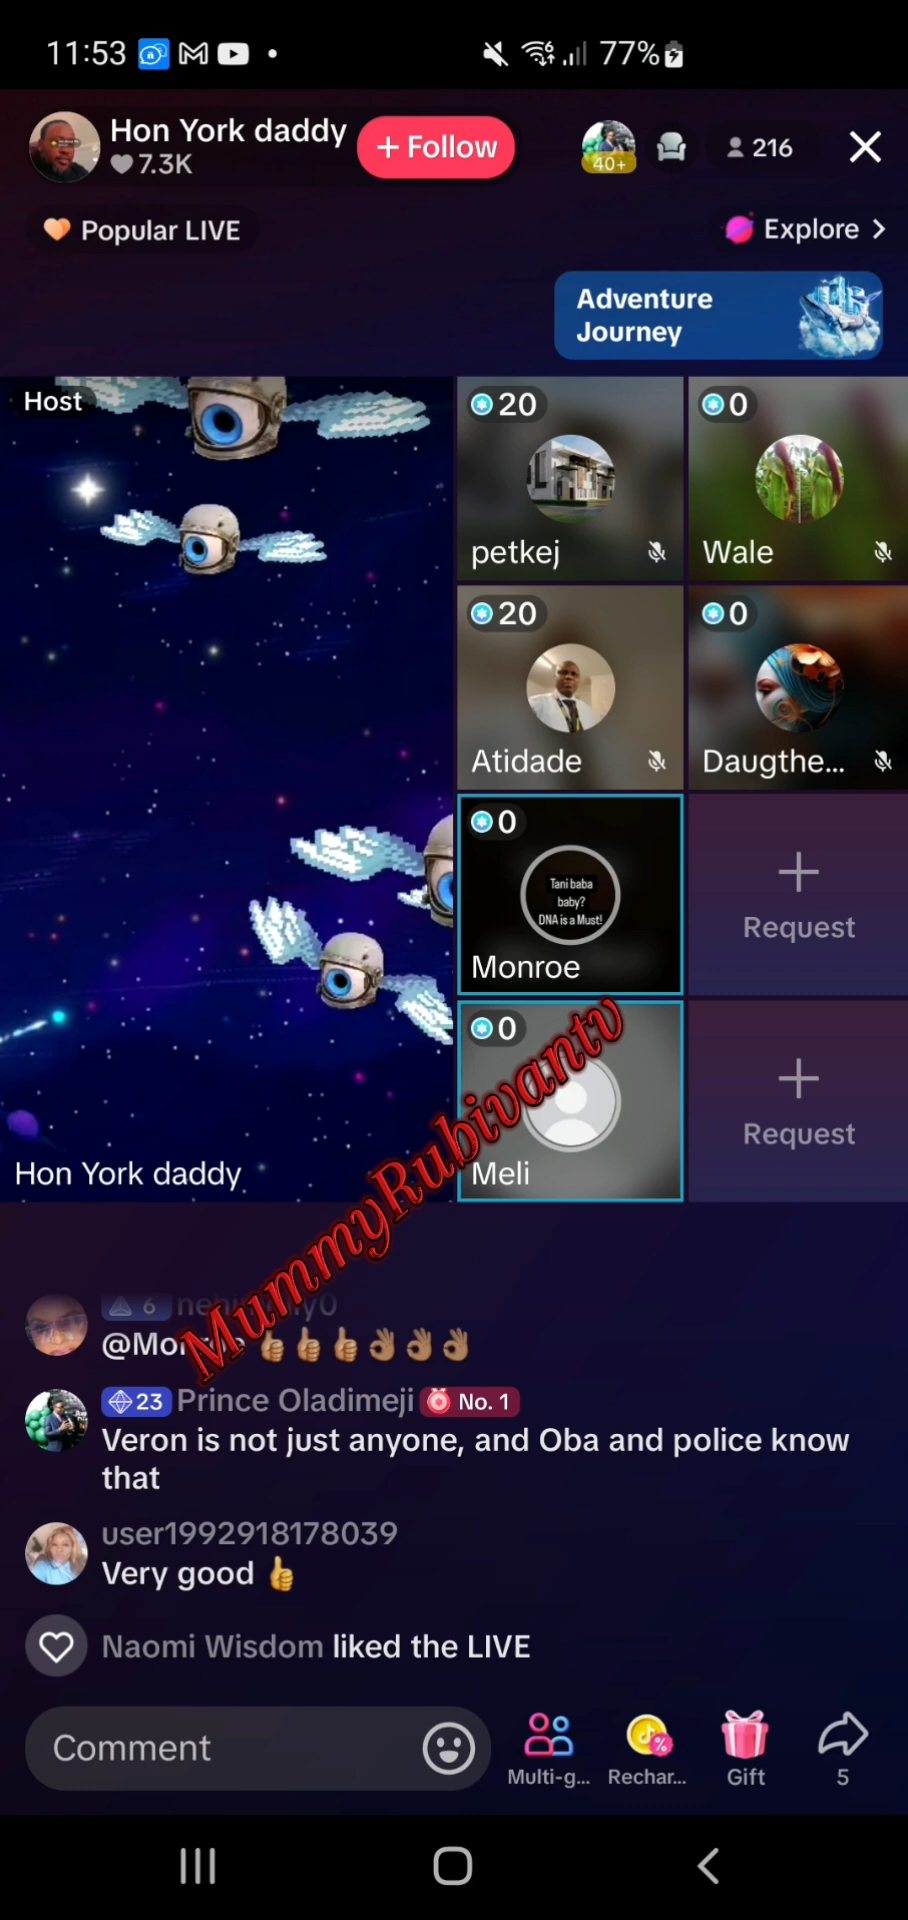 11:53
77%
Hon York daddy
7.3K
+ Follow
40+
216
Popular LIVE
Explore >
Adventure
Journey
Host
20
petkej
0
Wale
20
Atidade
0
Daugthe...
0
Tani baba
baby?
DNA is a Must!
Monroe
Request
0
Meli
Request
Hon York daddy
MummyRubivantv
6
23 Prince Oladimeji No. 1
Veron is not just anyone, and Oba and police know
that
user1992918178039
Very good 👍
Naomi Wisdom liked the LIVE
Comment
Multi-g...
Rechar...
Gift
5